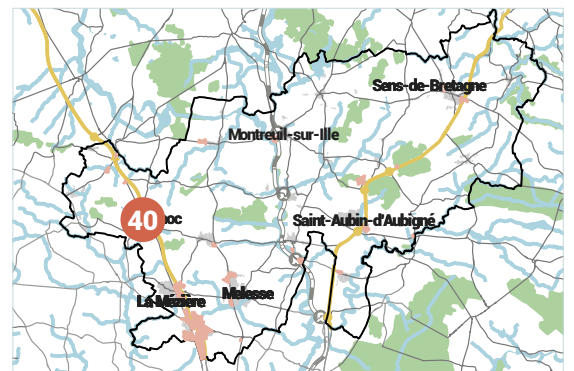 Sens-de-Bretagne
Montreuil-sur-Ille
40
Saint-Aubin-d'Aubigné
Melesse
La Mézière